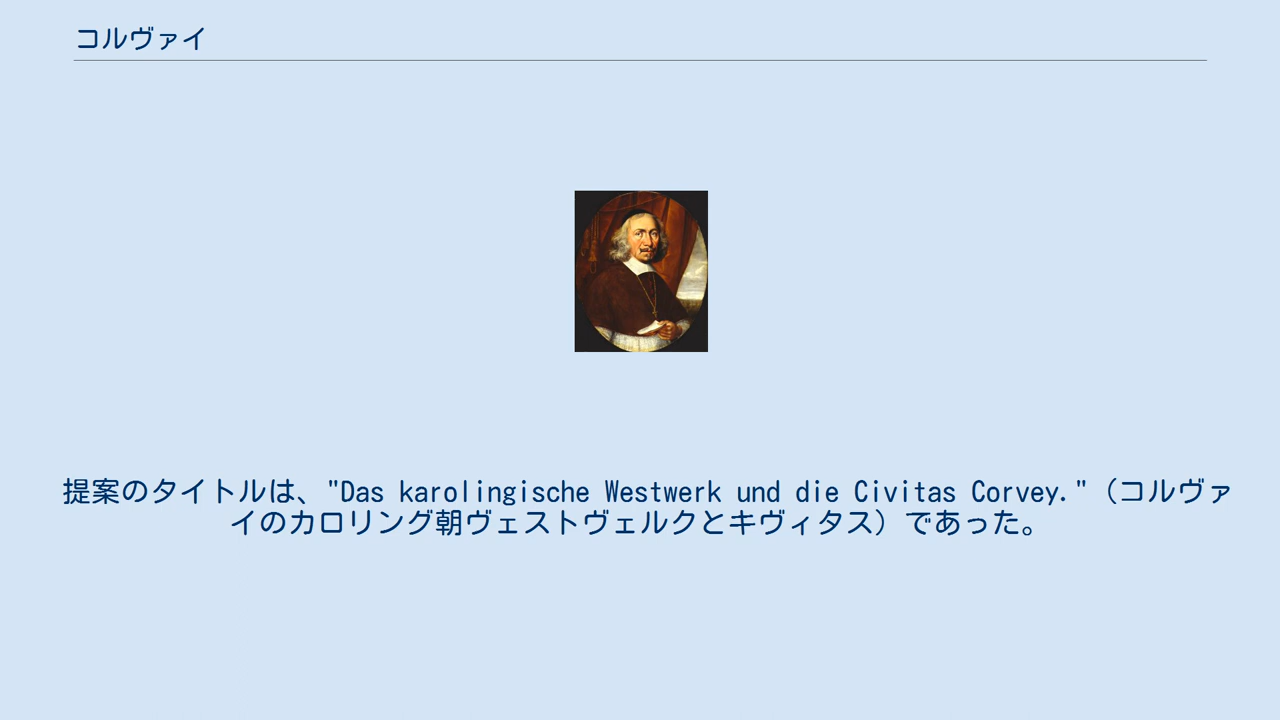 コルヴァイ
提案のタイトルは、"Das karolingische Westwerk und die Civitas Corvey."（コルヴァ
イのカロリング朝ヴェストヴェルクとキヴィタス）であった。